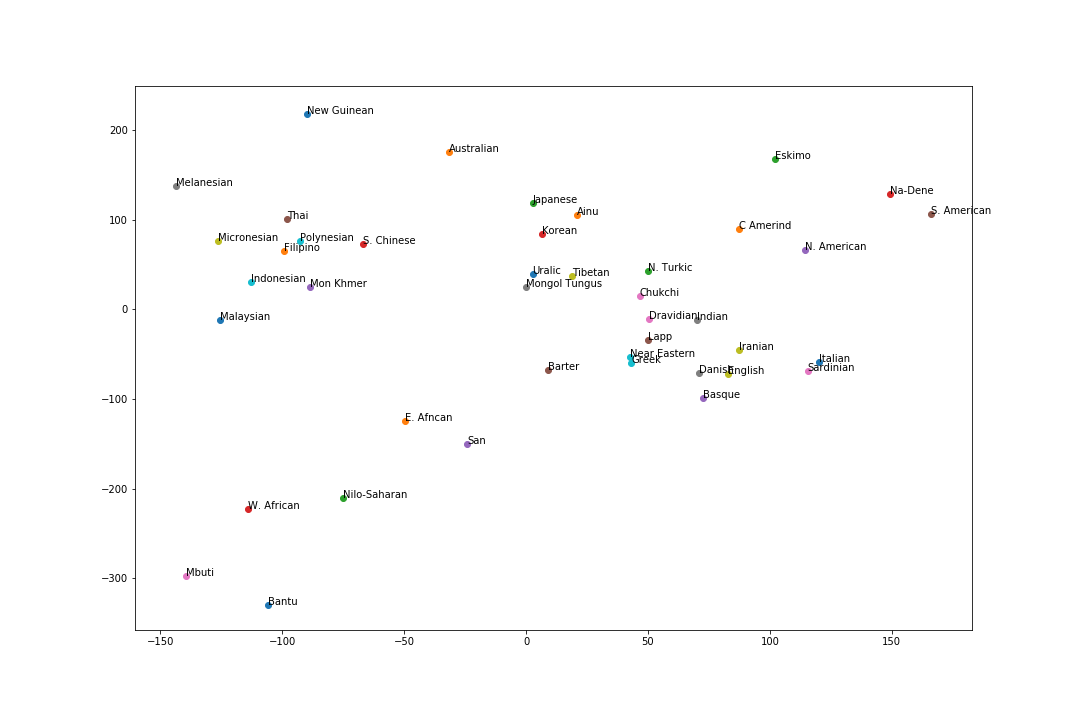 New Guinean
200
Australian
Eskimo
Melanesian
Na-Dene
Japanese
S. American
Ainu
Thai
100
C Amerind
Korean
Micronesian
Polynesian
S. Chinese
Filipino
N. American
N. Turkic
Uralic
Tibetan
Indonesian
Mon Khmer
Mongol Tungus
Chukchi
0
Malaysian
Dravidian
Indian
Lapp
Iranian
Near Eastern
Greek
Italian
Barter
Sardinian
Danish
English
Basque
−100
E. Afncan
San
−200
Nilo-Saharan
W. African
Mbuti
−300
Bantu
−150 −100 −50 0 50 100 150